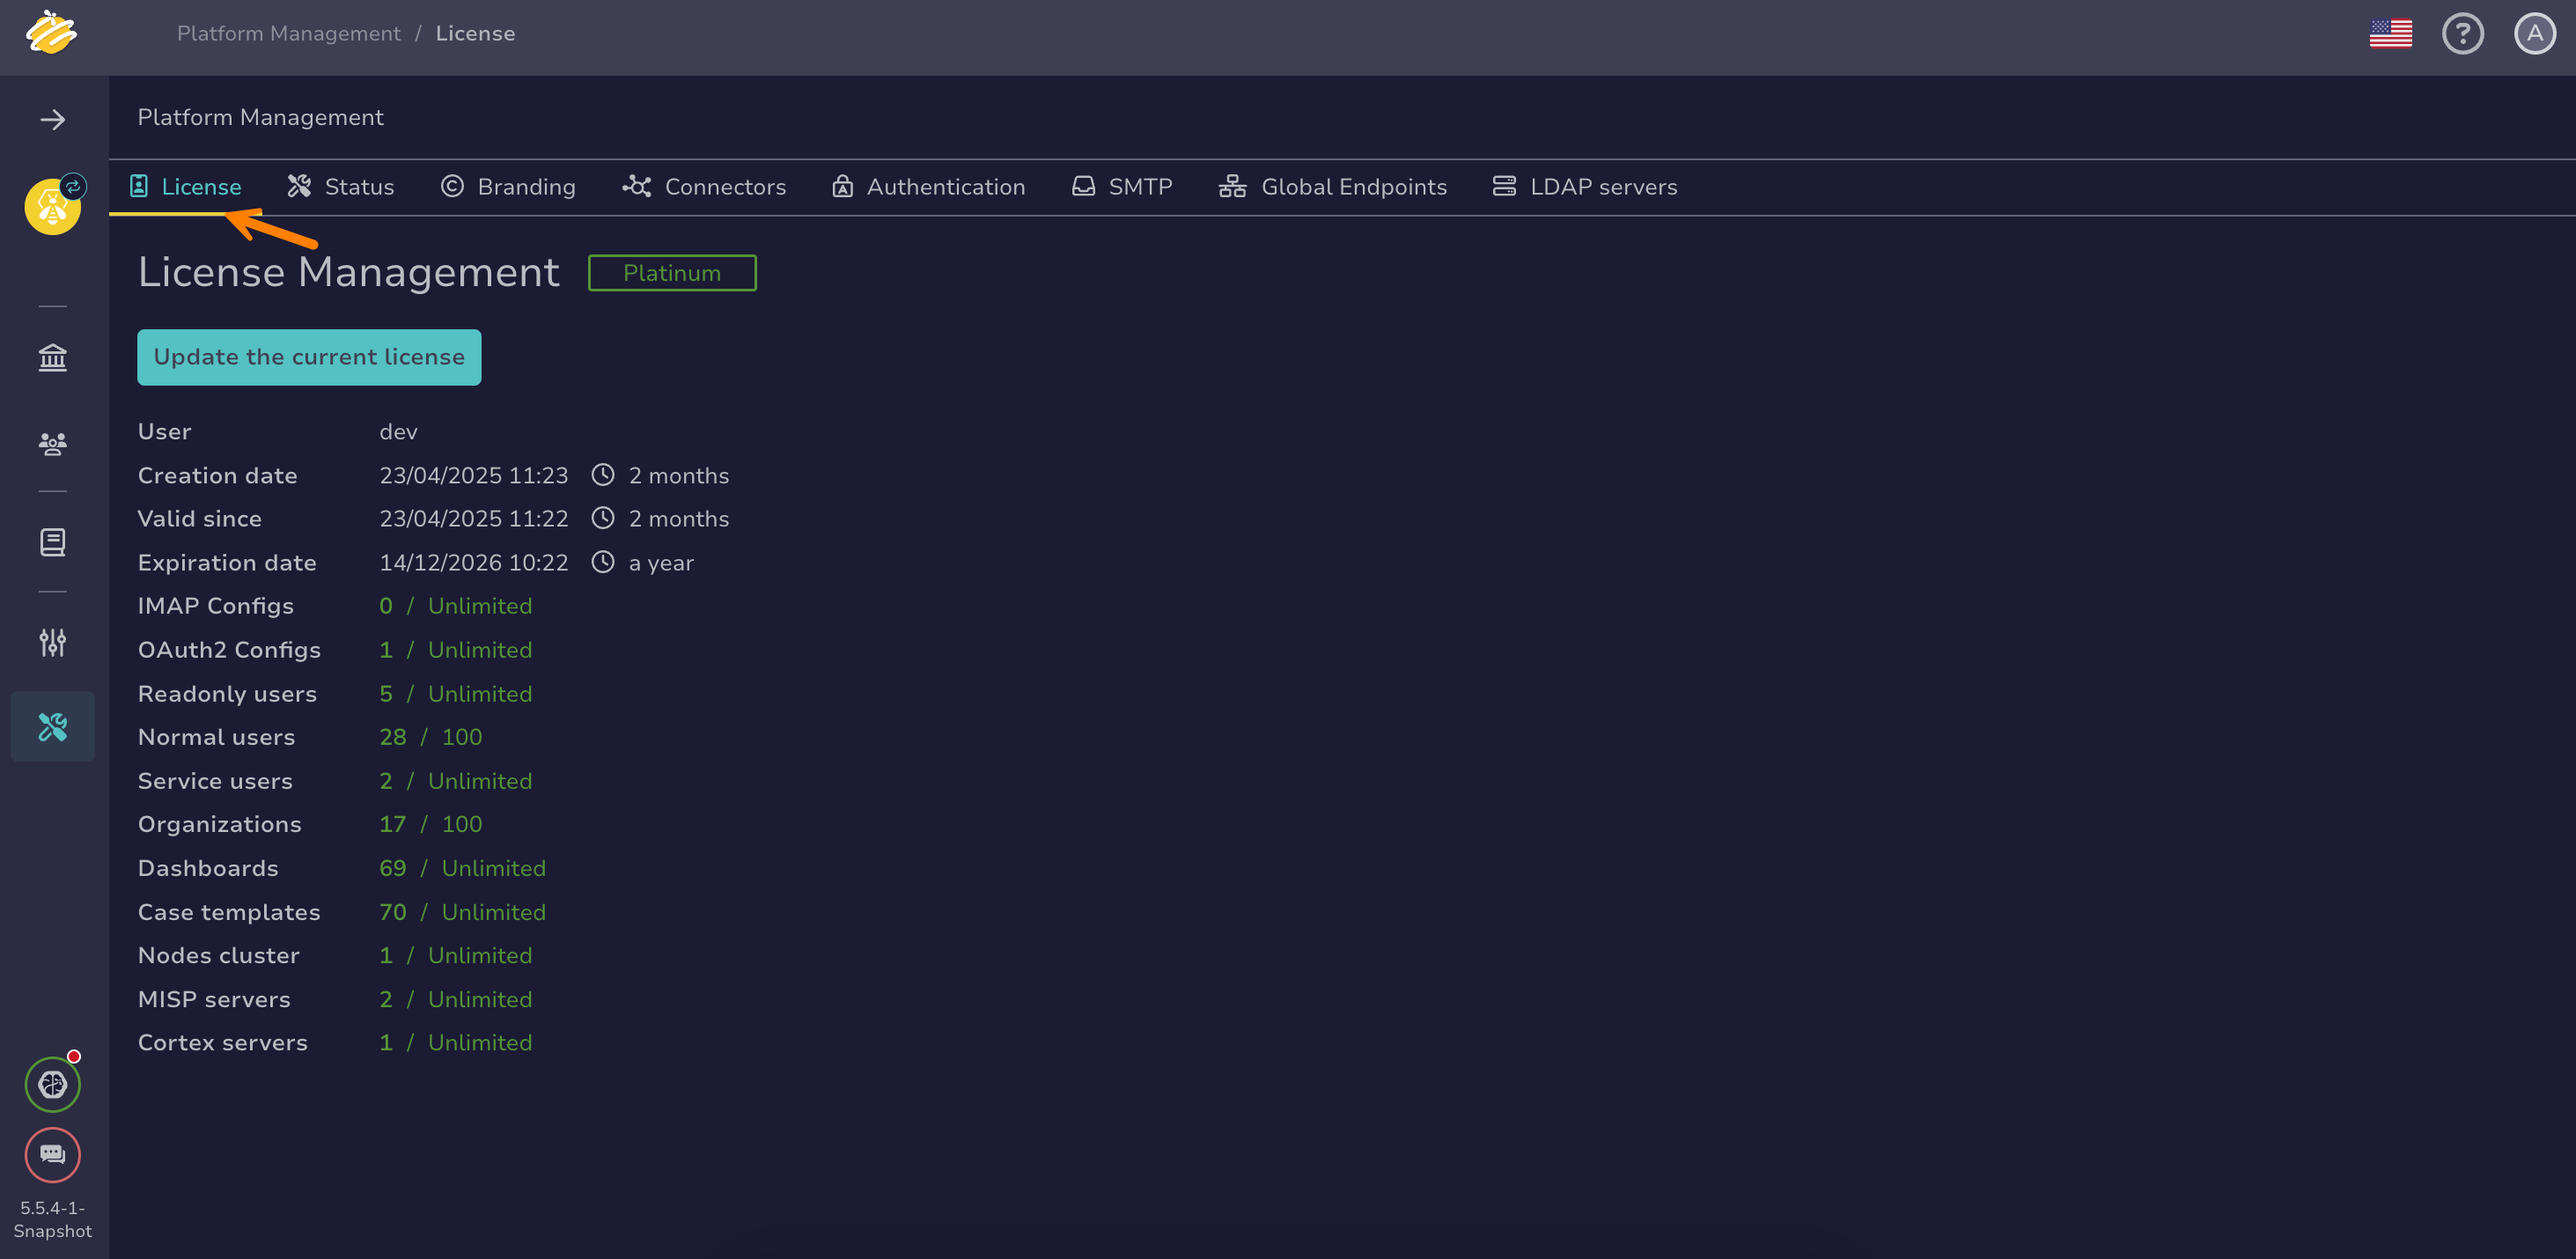 Platform Management / License
A
Platform Management
License Status Branding Connectors Authentication SMTP Global Endpoints LDAP servers
License Management Platinum
Update the current license
User dev
Creation date 23/04/2025 11:23 2 months
Valid since 23/04/2025 11:22 2 months
Expiration date 14/12/2026 10:22 a year
IMAP Configs 0 / Unlimited
OAuth2 Configs 1 / Unlimited
Readonly users 5 / Unlimited
Normal users 28 / 100
Service users 2 / Unlimited
Organizations 17 / 100
Dashboards 69 / Unlimited
Case templates 70 / Unlimited
Nodes cluster 1 / Unlimited
MISP servers 2 / Unlimited
Cortex servers 1 / Unlimited
5.5.4-1-
Snapshot